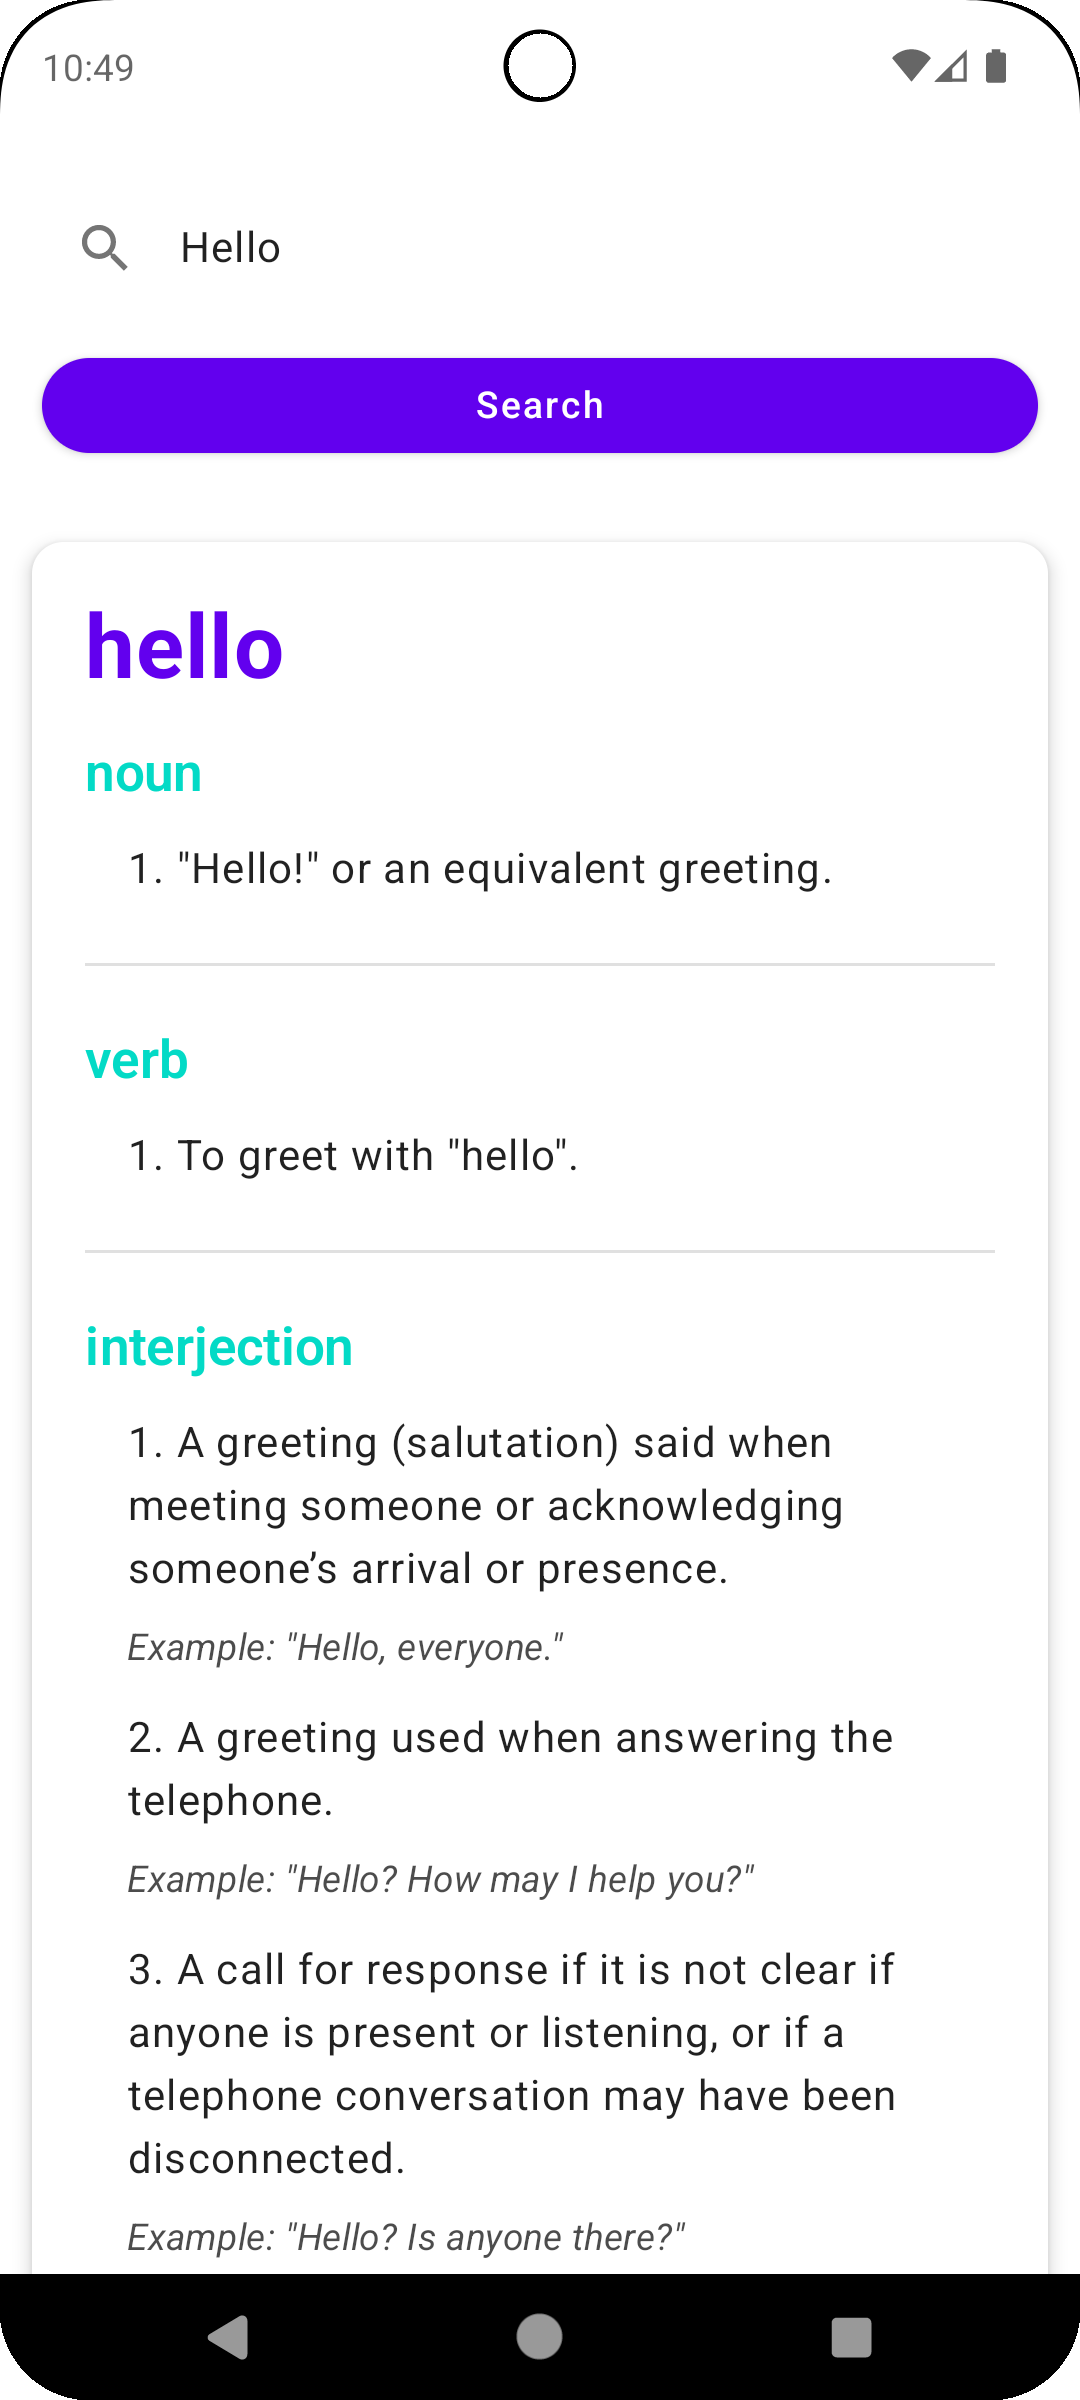 10:49
Hello
Search
hello
noun
1. "Hello!" or an equivalent greeting.
verb
1. To greet with "hello".
interjection
1. A greeting (salutation) said when
meeting someone or acknowledging
someone’s arrival or presence.
Example: "Hello, everyone."
2. A greeting used when answering the
telephone.
Example: "Hello? How may I help you?"
3. A call for response if it is not clear if
anyone is present or listening, or if a
telephone conversation may have been
disconnected.
Example: "Hello? Is anyone there?"